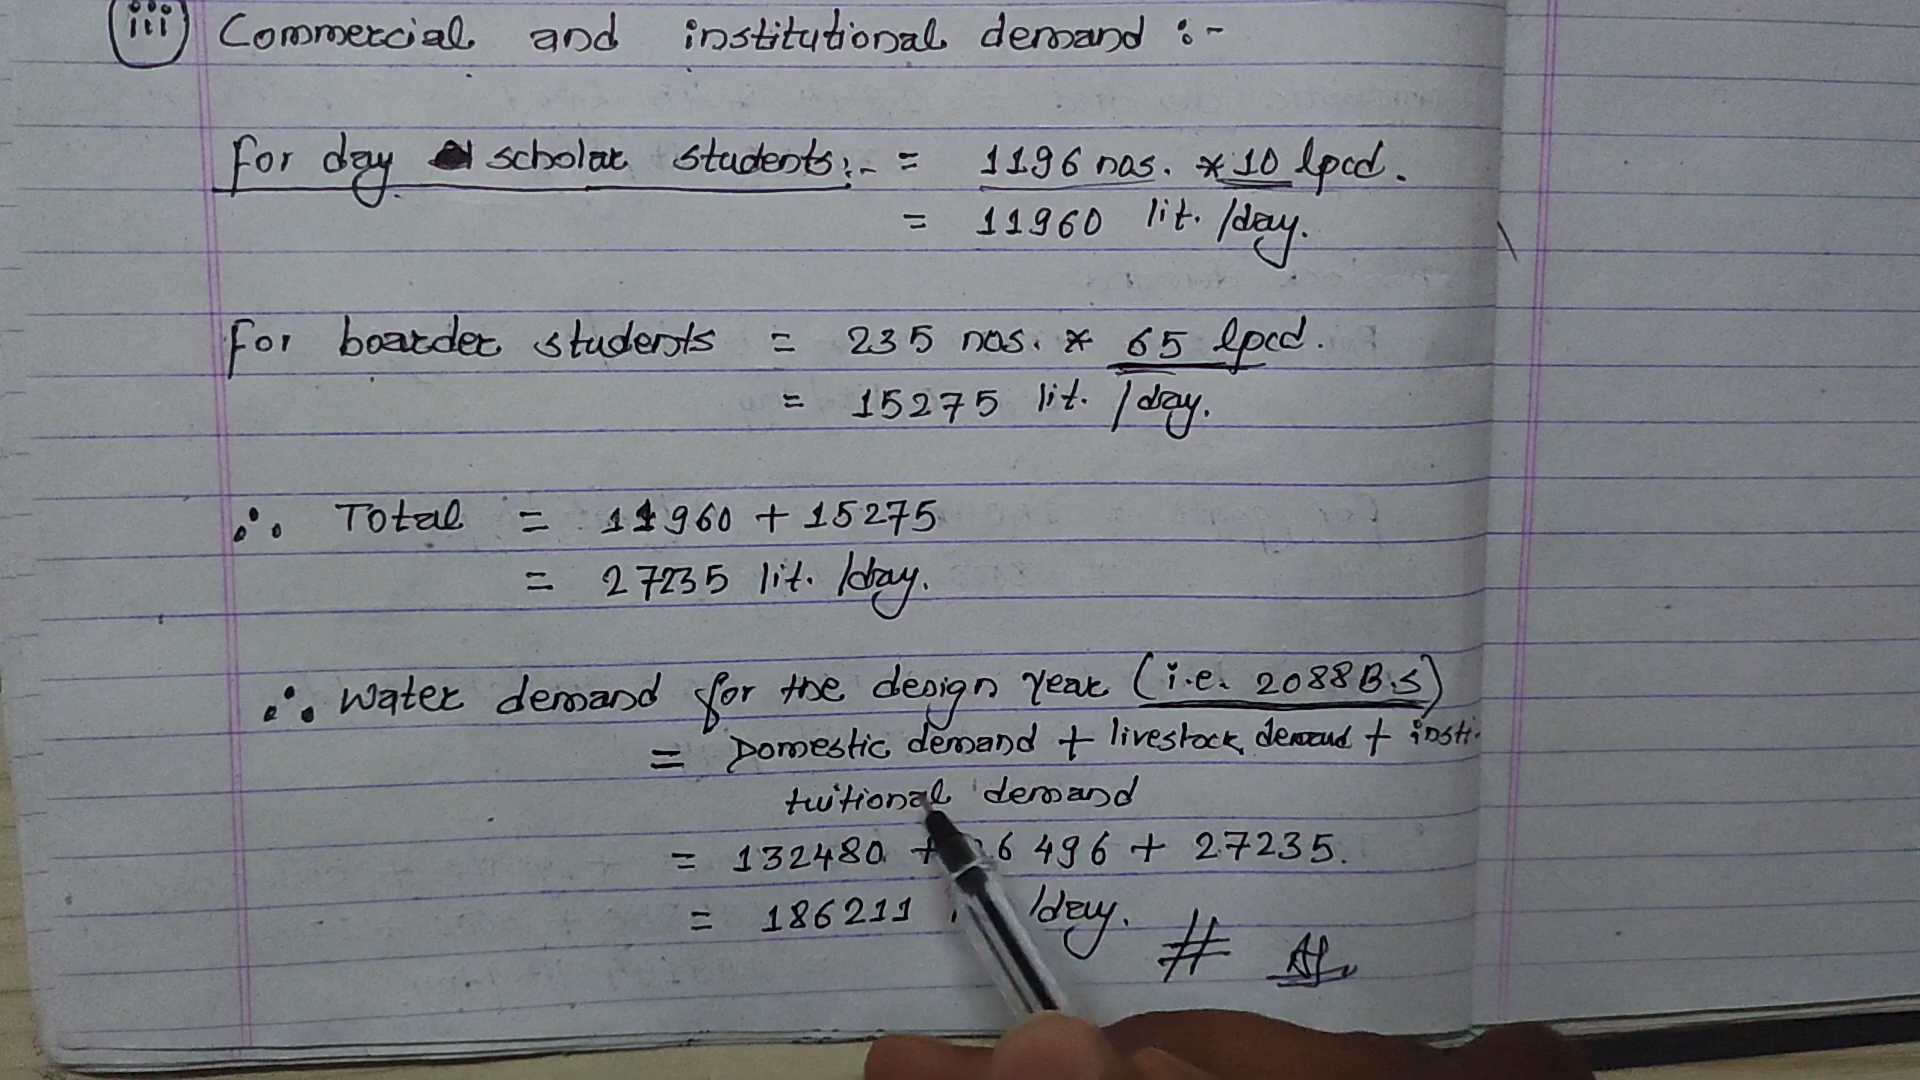 (iii) Commercial and institutional demand :-
For day scholar students:- = 1196 nos. * 10 lpcd.
= 11960 lit. /day.
For boarder students = 235 nos. * 65 lpcd.
= 15275 lit. /day.
∴ Total = 11960 + 15275
= 27235 lit. /day.
∴ Water demand for the design year (i.e. 2088 B.S)
= Domestic demand + livestock demand + insti-
tuitional demand
= 132480 + 6496 + 27235.
= 186211 /day. #